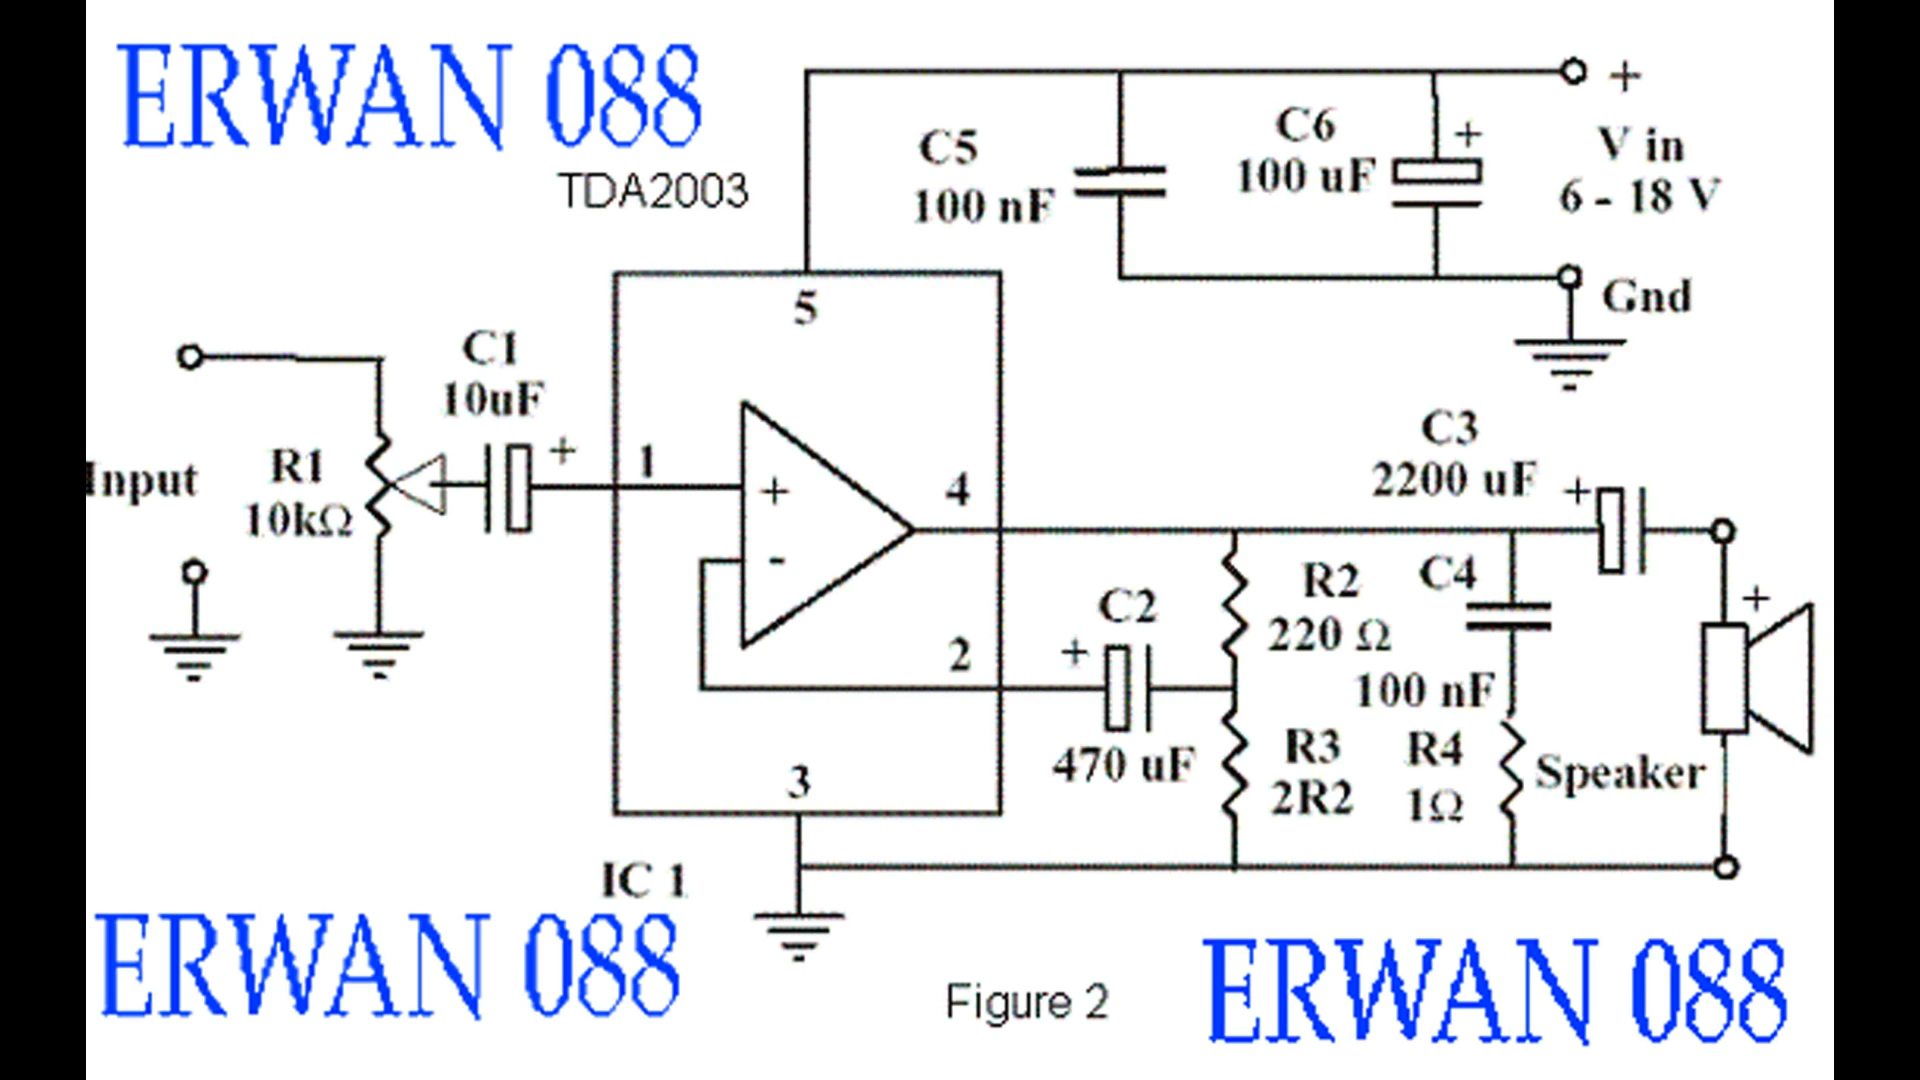 ERWAN 088
TDA2003
C5
100 nF
C6
100 uF
+
+
V in
6 - 18 V
Gnd
5
C1
10uF
+
Input
R1
10kΩ
1
+
-
4
2
3
C3
2200 uF
+
C2
+
470 uF
R2
220 Ω
C4
100 nF
R3
2R2
R4
1Ω
+
Speaker
IC 1
ERWAN 088
Figure 2
ERWAN 088